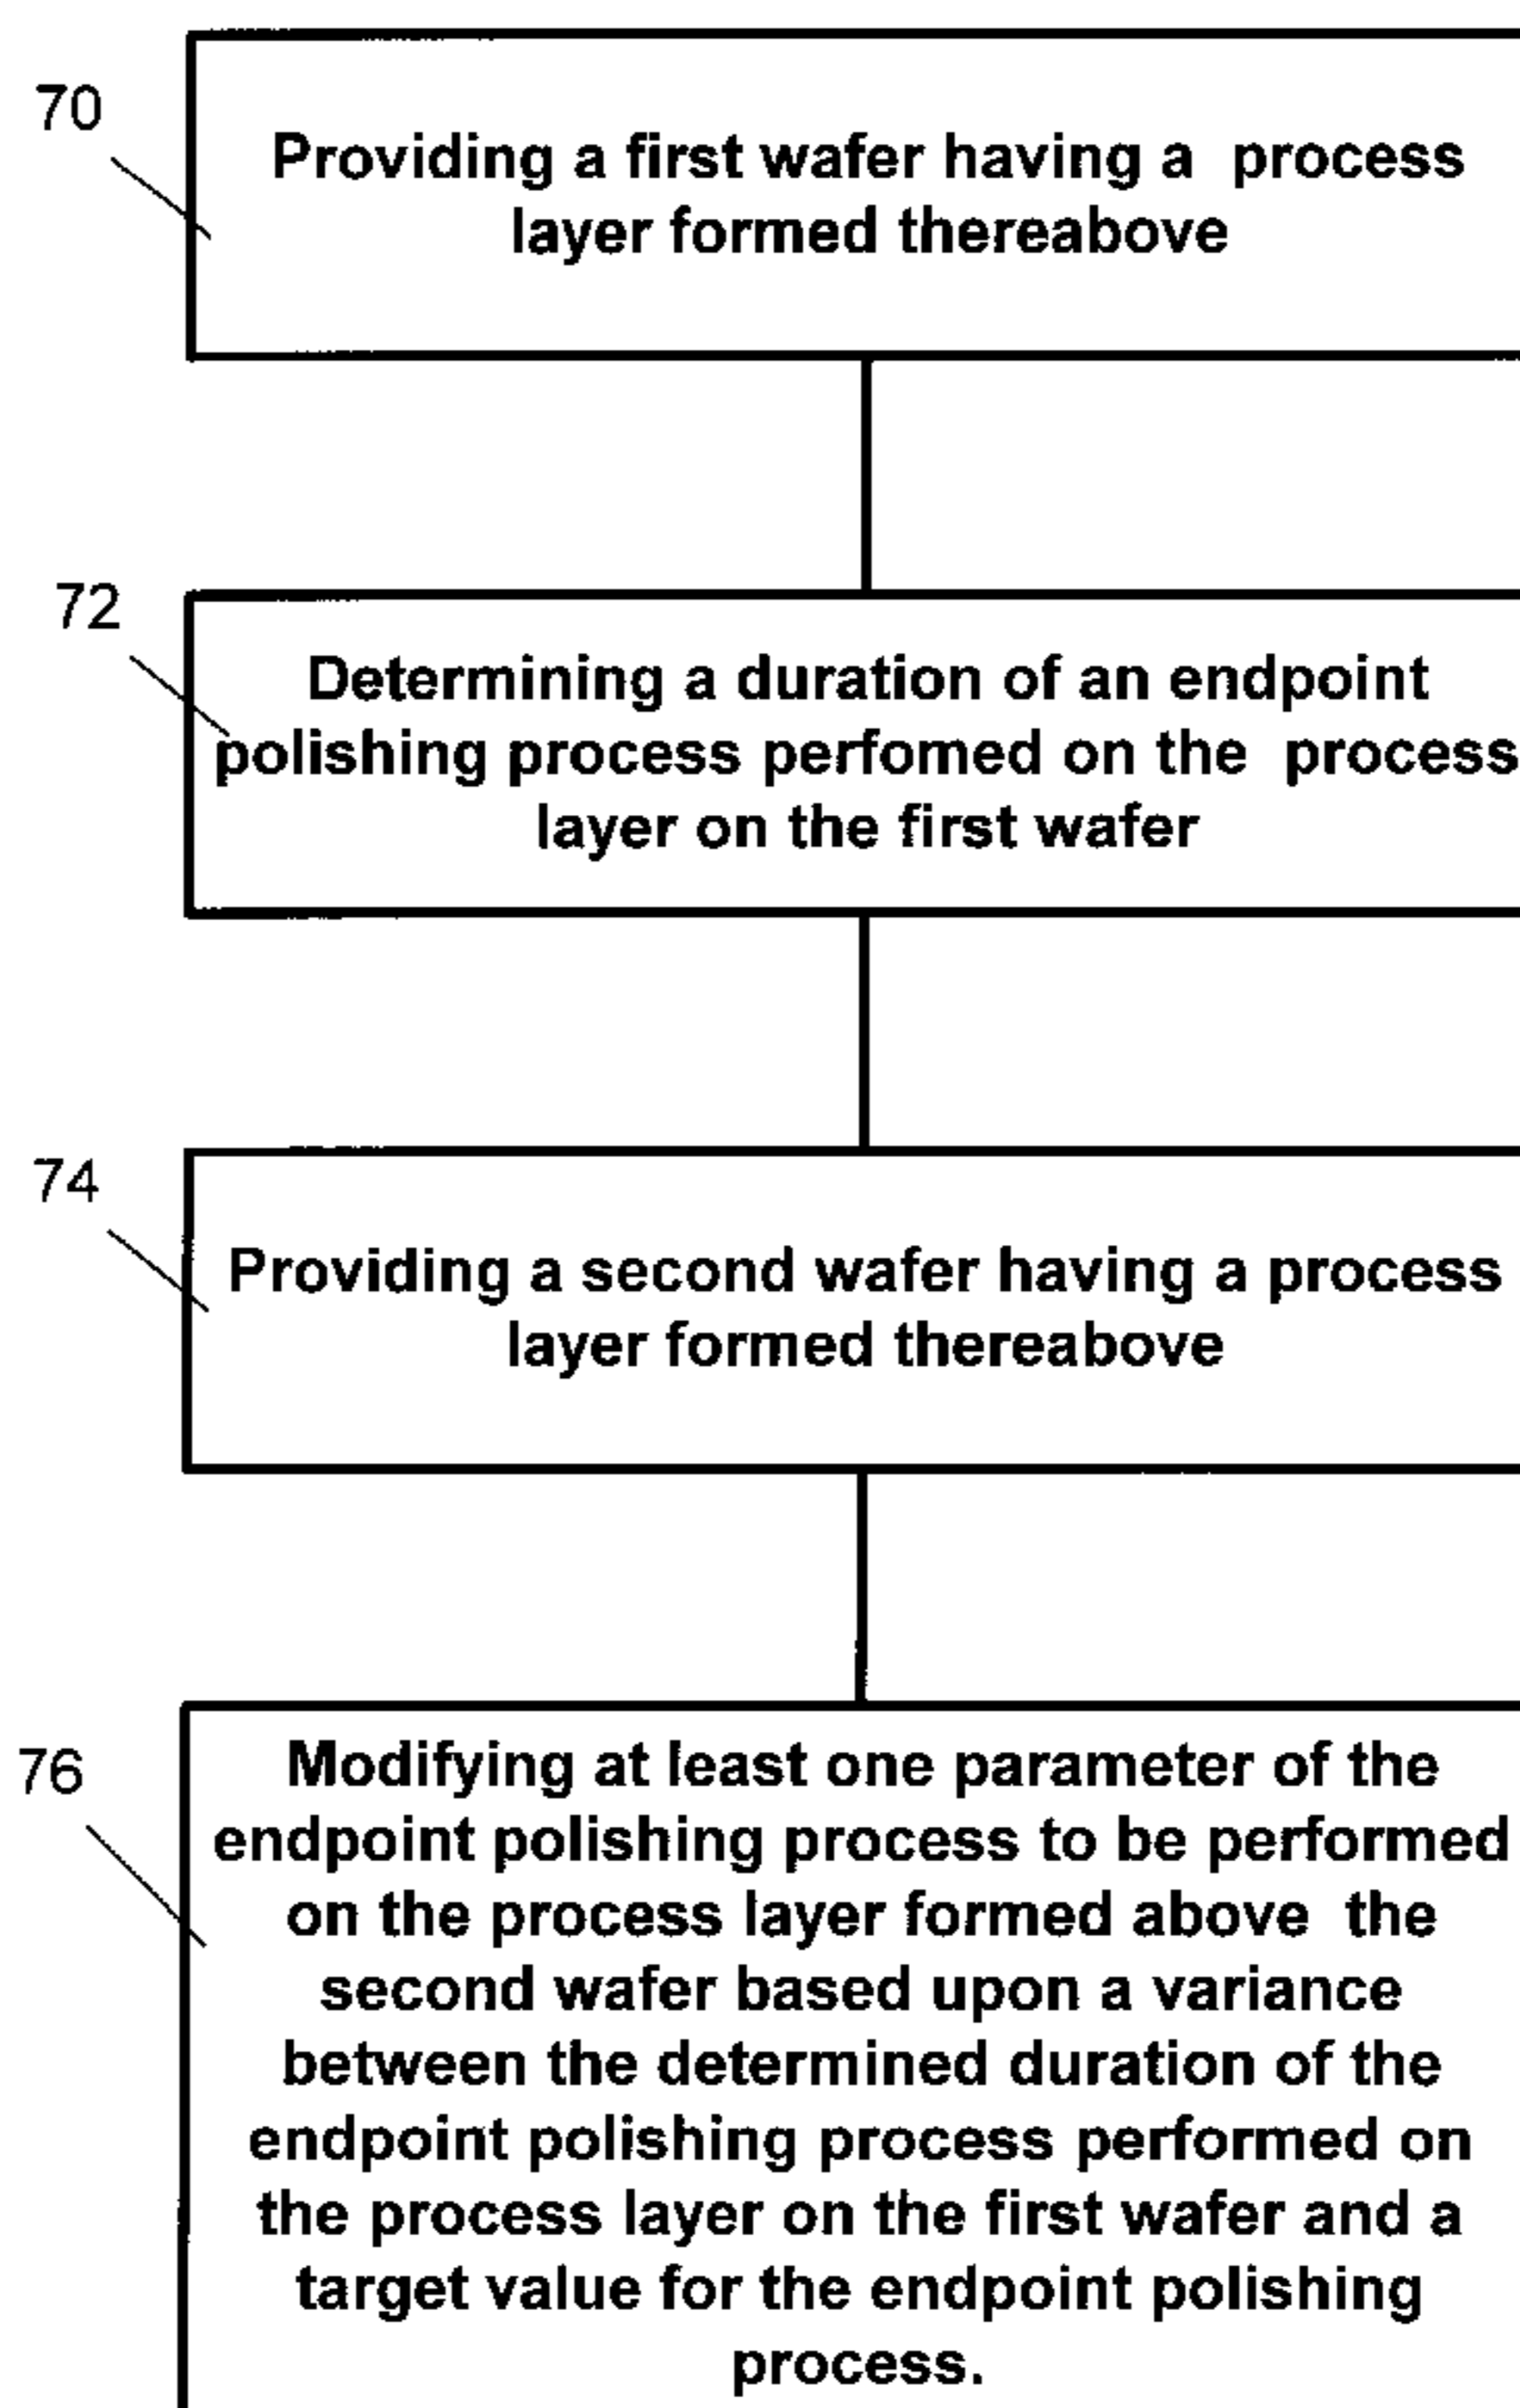 70
Providing a first wafer having a process
layer formed thereabove
72
Determining a duration of an endpoint
polishing process perfomed on the process
layer on the first wafer
74
Providing a second wafer having a process
layer formed thereabove
76
Modifying at least one parameter of the
endpoint polishing process to be performed
on the process layer formed above the
second wafer based upon a variance
between the determined duration of the
endpoint polishing process performed on
the process layer on the first wafer and a
target value for the endpoint polishing
process.